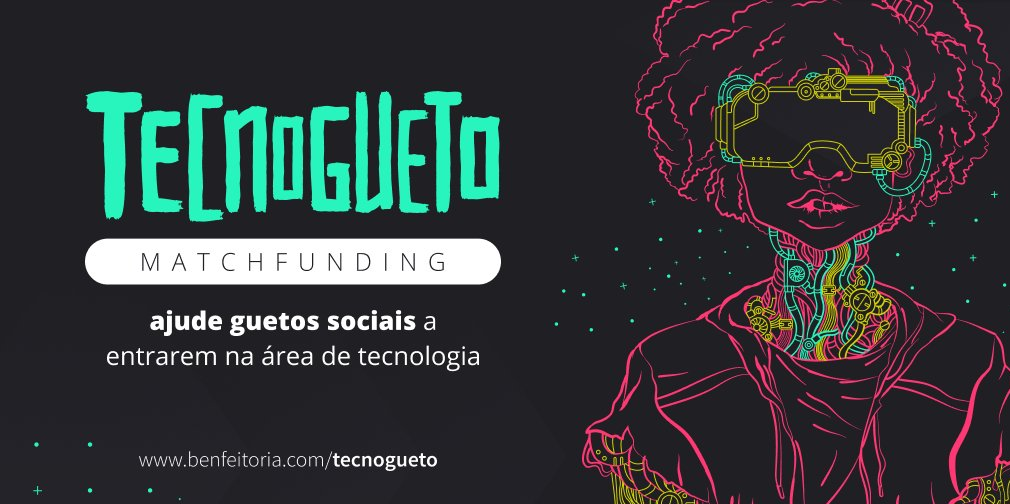 TECNOGUETO
MATCHFUNDING
ajude guetos sociais a
entrarem na área de tecnologia
www.benfeitoria.com/tecnogueto